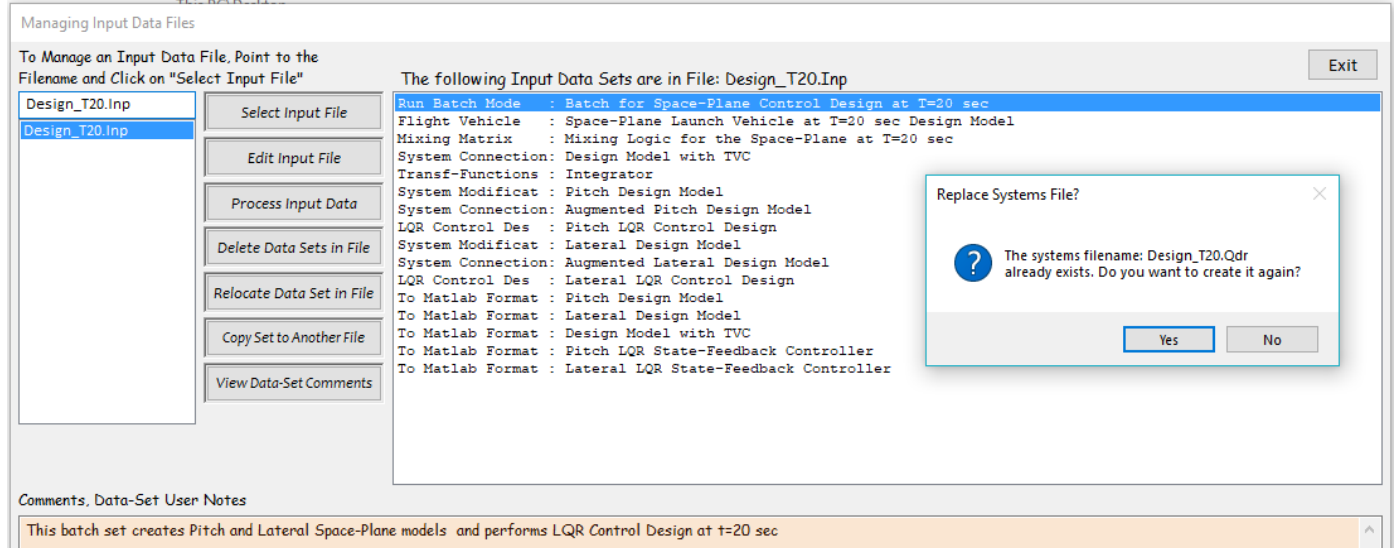 Managing Input Data Files
To Manage an Input Data File, Point to the
Filename and Click on "Select Input File"
The following Input Data Sets are in File: Design_T20.Inp
Exit
Design_T20.Inp
Design_T20.Inp
Select Input File
Edit Input File
Process Input Data
Delete Data Sets in File
Relocate Data Set in File
Copy Set to Another File
View Data-Set Comments
Run Batch Mode   : Batch for Space-Plane Control Design at T=20 sec
Flight Vehicle   : Space-Plane Launch Vehicle at T=20 sec Design Model
Mixing Matrix    : Mixing Logic for the Space-Plane at T=20 sec
System Connection: Design Model with TVC
Transf-Functions : Integrator
System Modificat : Pitch Design Model
System Connection: Augmented Pitch Design Model
LQR Control Des  : Pitch LQR Control Design
System Modificat : Lateral Design Model
System Connection: Augmented Lateral Design Model
LQR Control Des  : Lateral LQR Control Design
To Matlab Format : Pitch Design Model
To Matlab Format : Lateral Design Model
To Matlab Format : Design Model with TVC
To Matlab Format : Pitch LQR State-Feedback Controller
To Matlab Format : Lateral LQR State-Feedback Controller
Replace Systems File?
The systems filename: Design_T20.Qdr
already exists. Do you want to create it again?
Yes
No
Comments, Data-Set User Notes
This batch set creates Pitch and Lateral Space-Plane models and performs LQR Control Design at t=20 sec